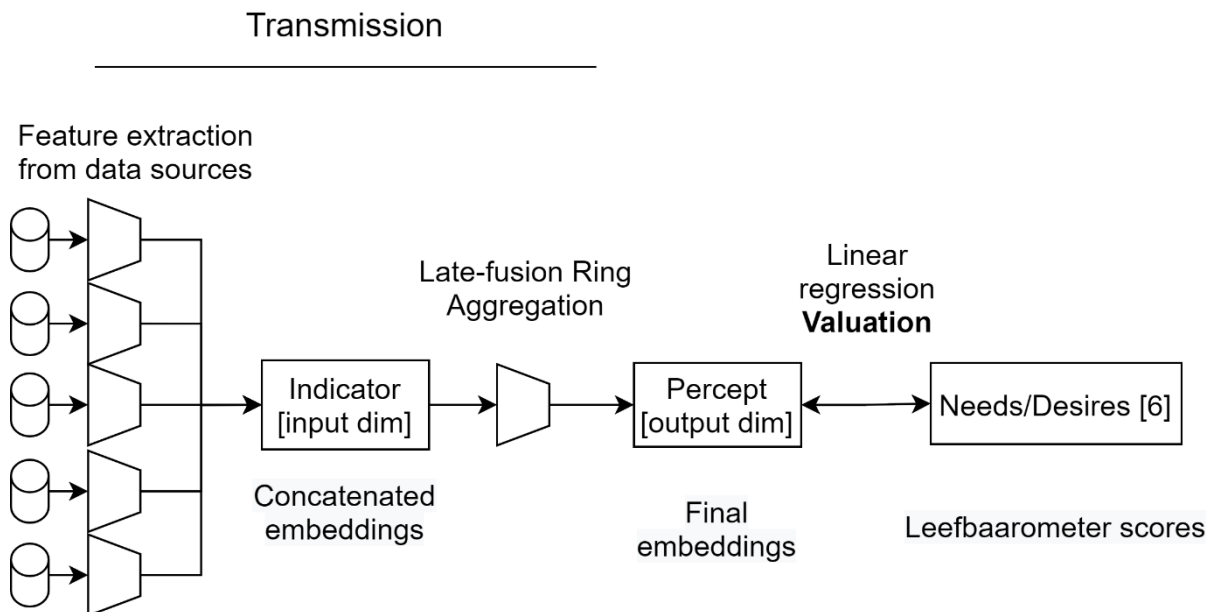 Transmission
Feature extraction
from data sources
Late-fusion Ring
Aggregation
Linear
regression
Valuation
Indicator
[input dim]
Percept
[output dim]
Needs/Desires [6]
Concatenated
embeddings
Final
embeddings
Leefbaarometer scores